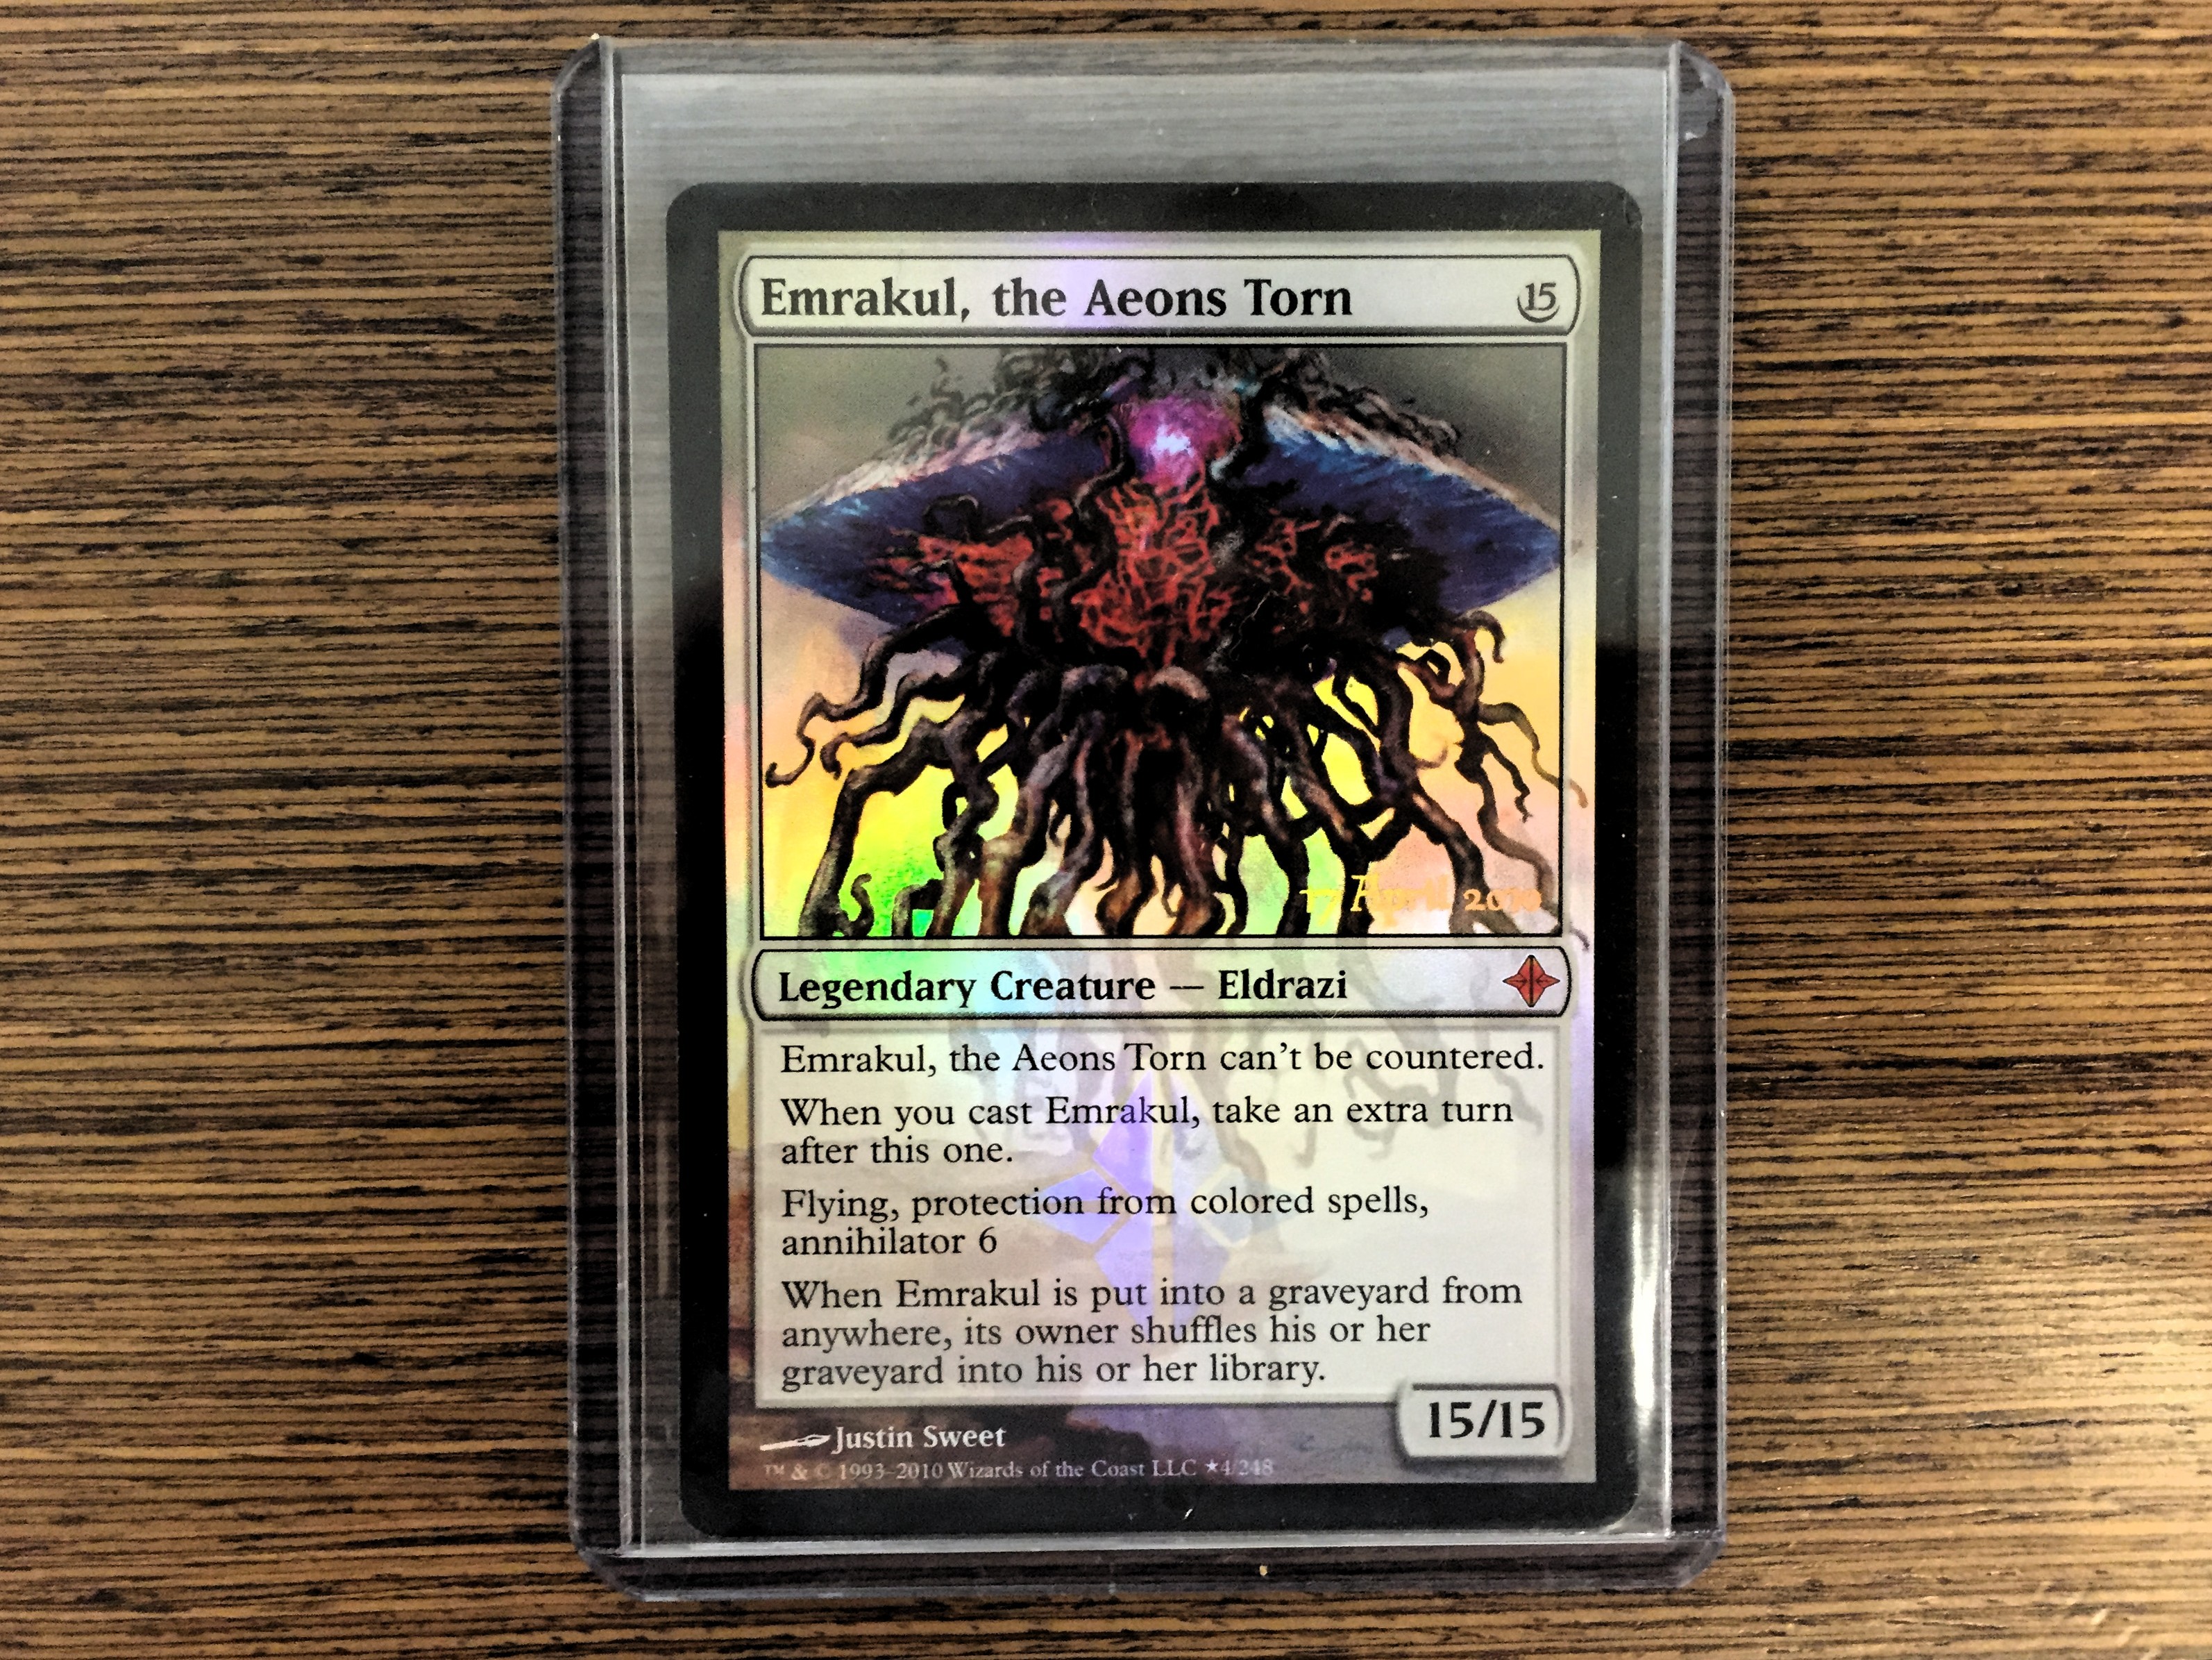 Emrakul, the Aeons Torn 15
17 April 2010
Legendary Creature — Eldrazi
Emrakul, the Aeons Torn can't be countered.
When you cast Emrakul, take an extra turn
after this one.
Flying, protection from colored spells,
annihilator 6
When Emrakul is put into a graveyard from
anywhere, its owner shuffles his or her
graveyard into his or her library.
15/15
Justin Sweet
™ & © 1993–2010 Wizards of the Coast LLC ★4/248